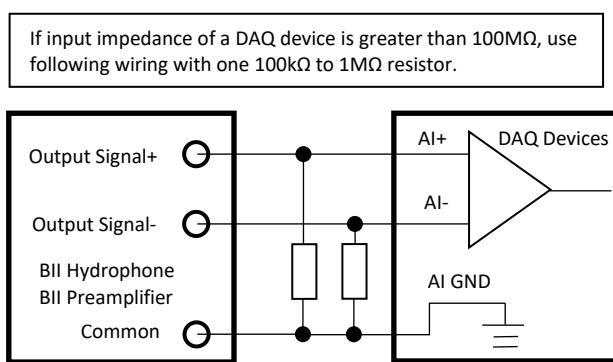 If input impedance of a DAQ device is greater than 100MΩ, use
following wiring with one 100kΩ to 1MΩ resistor.
AI+
DAQ Devices
Output Signal+
AI-
Output Signal-
BII Hydrophone
BII Preamplifier
AI GND
Common